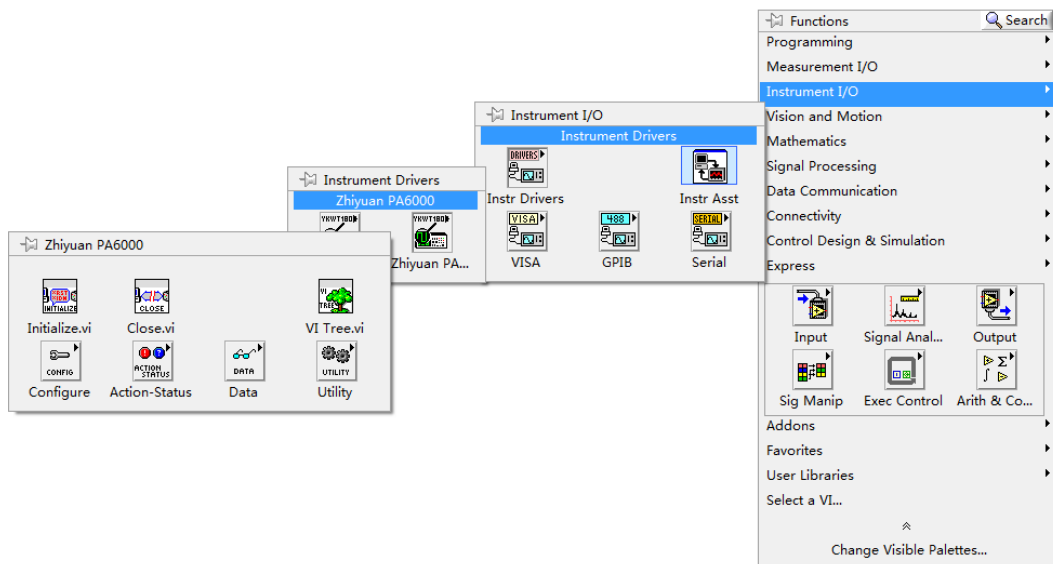 Functions
Search
Programming
Measurement I/O
Instrument I/O
Vision and Motion
Mathematics
Signal Processing
Data Communication
Connectivity
Control Design & Simulation
Express
Input Signal Anal... Output
Sig Manip Exec Control Arith & Co...
Addons
Favorites
User Libraries
Select a VI...
Change Visible Palettes...
Instrument I/O
Instrument Drivers
DRIVERS
Instr Drivers Instr Asst
VISA 488 SERIAL
VISA GPIB Serial
Instrument Drivers
Zhiyuan PA6000
YKWT180 YKWT180
Zhiyuan PA...
Zhiyuan PA6000
FIRST VION VI
INITIALIZE CLOSE TREE
Initialize.vi Close.vi VI Tree.vi
CONFIG ACTION STATUS DATA UTILITY
Configure Action-Status Data Utility